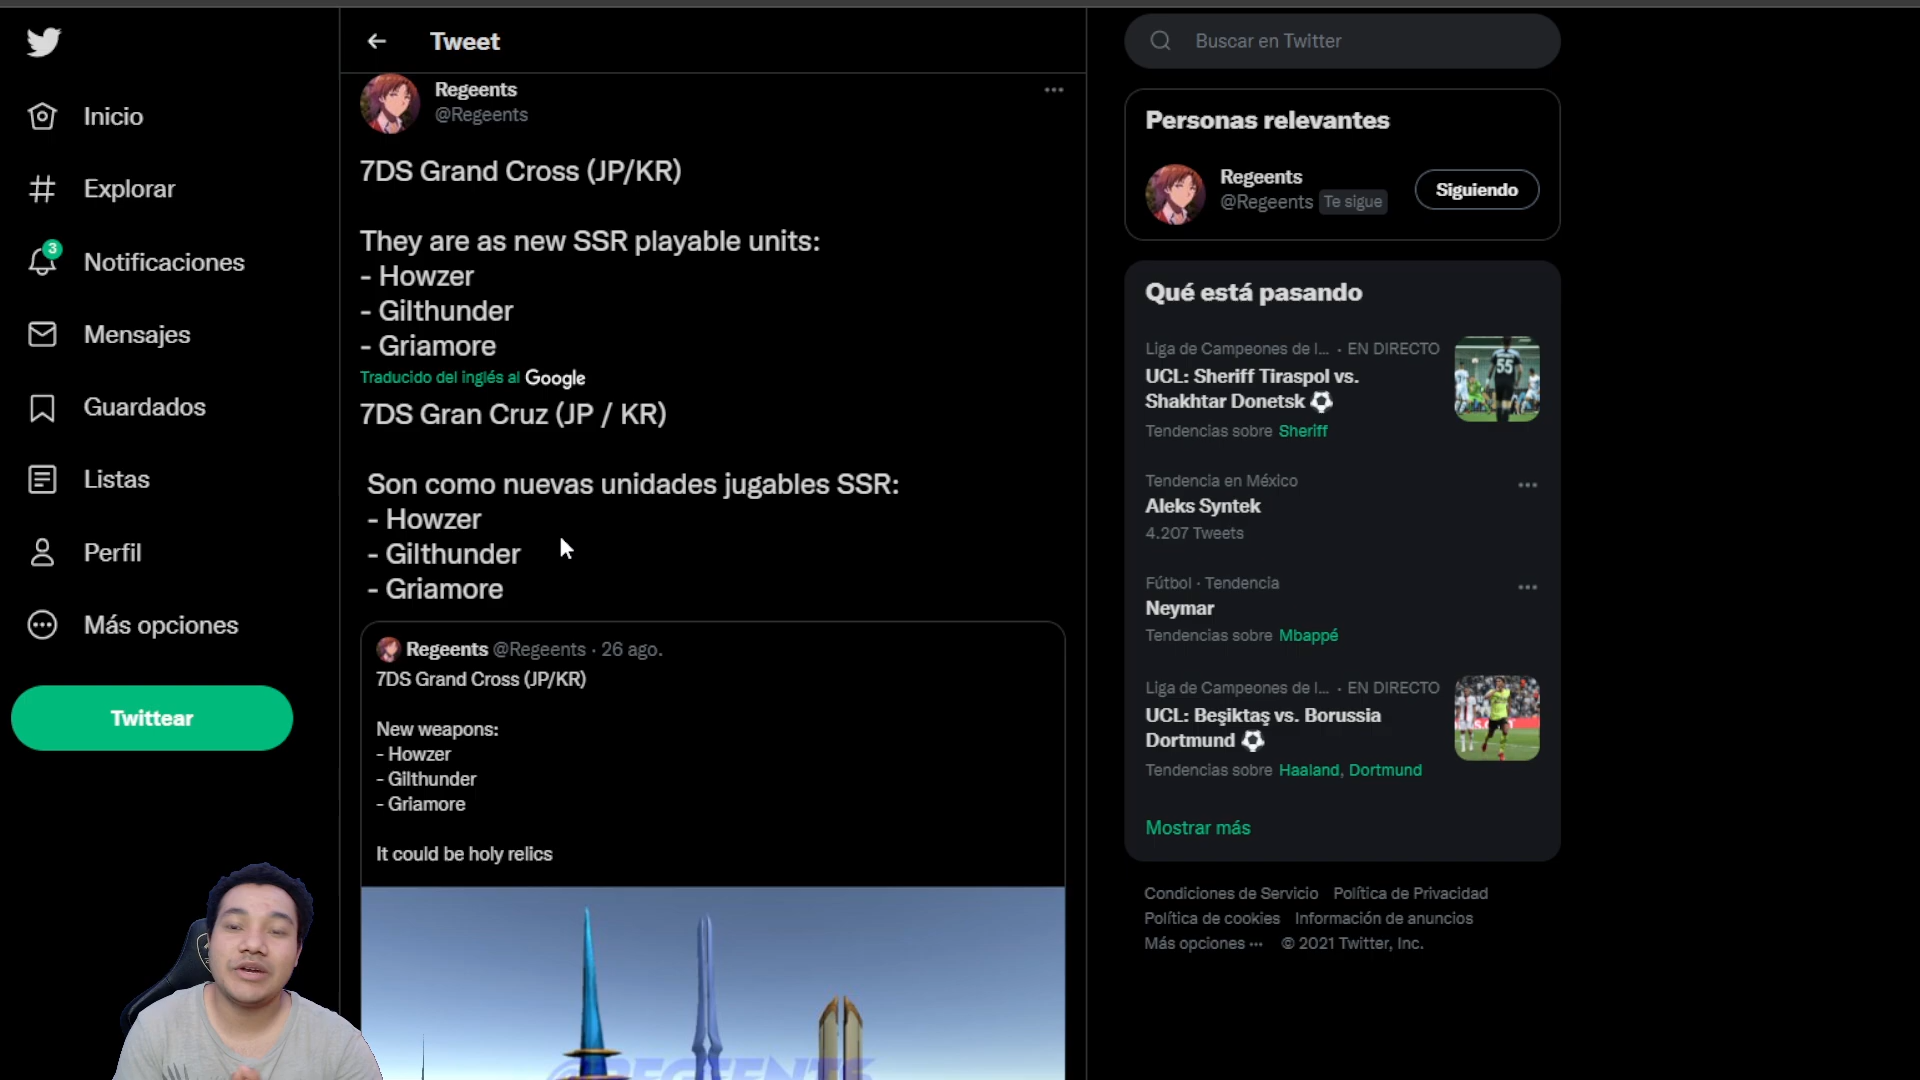 Inicio
Explorar
3
Notificaciones
Mensajes
Guardados
Listas
Perfil
Más opciones
Twittear
Tweet
Regeents
@Regeents
7DS Grand Cross (JP/KR)
They are as new SSR playable units:
- Howzer
- Gilthunder
- Griamore
Traducido del inglés al Google
7DS Gran Cruz (JP / KR)
Son como nuevas unidades jugables SSR:
- Howzer
- Gilthunder
- Griamore
Regeents @Regeents · 26 ago.
7DS Grand Cross (JP/KR)
New weapons:
- Howzer
- Gilthunder
- Griamore
It could be holy relics
@REGEENTS
Buscar en Twitter
Personas relevantes
Regeents
@Regeents Te sigue
Siguiendo
Qué está pasando
Liga de Campeones de l... · EN DIRECTO
UCL: Sheriff Tiraspol vs.
Shakhtar Donetsk
Tendencias sobre Sheriff
55
Tendencia en México
Aleks Syntek
4.207 Tweets
Fútbol · Tendencia
Neymar
Tendencias sobre Mbappé
Liga de Campeones de l... · EN DIRECTO
UCL: Beşiktaş vs. Borussia
Dortmund
Tendencias sobre Haaland, Dortmund
Mostrar más
Condiciones de Servicio Política de Privacidad
Política de cookies Información de anuncios
Más opciones ··· © 2021 Twitter, Inc.